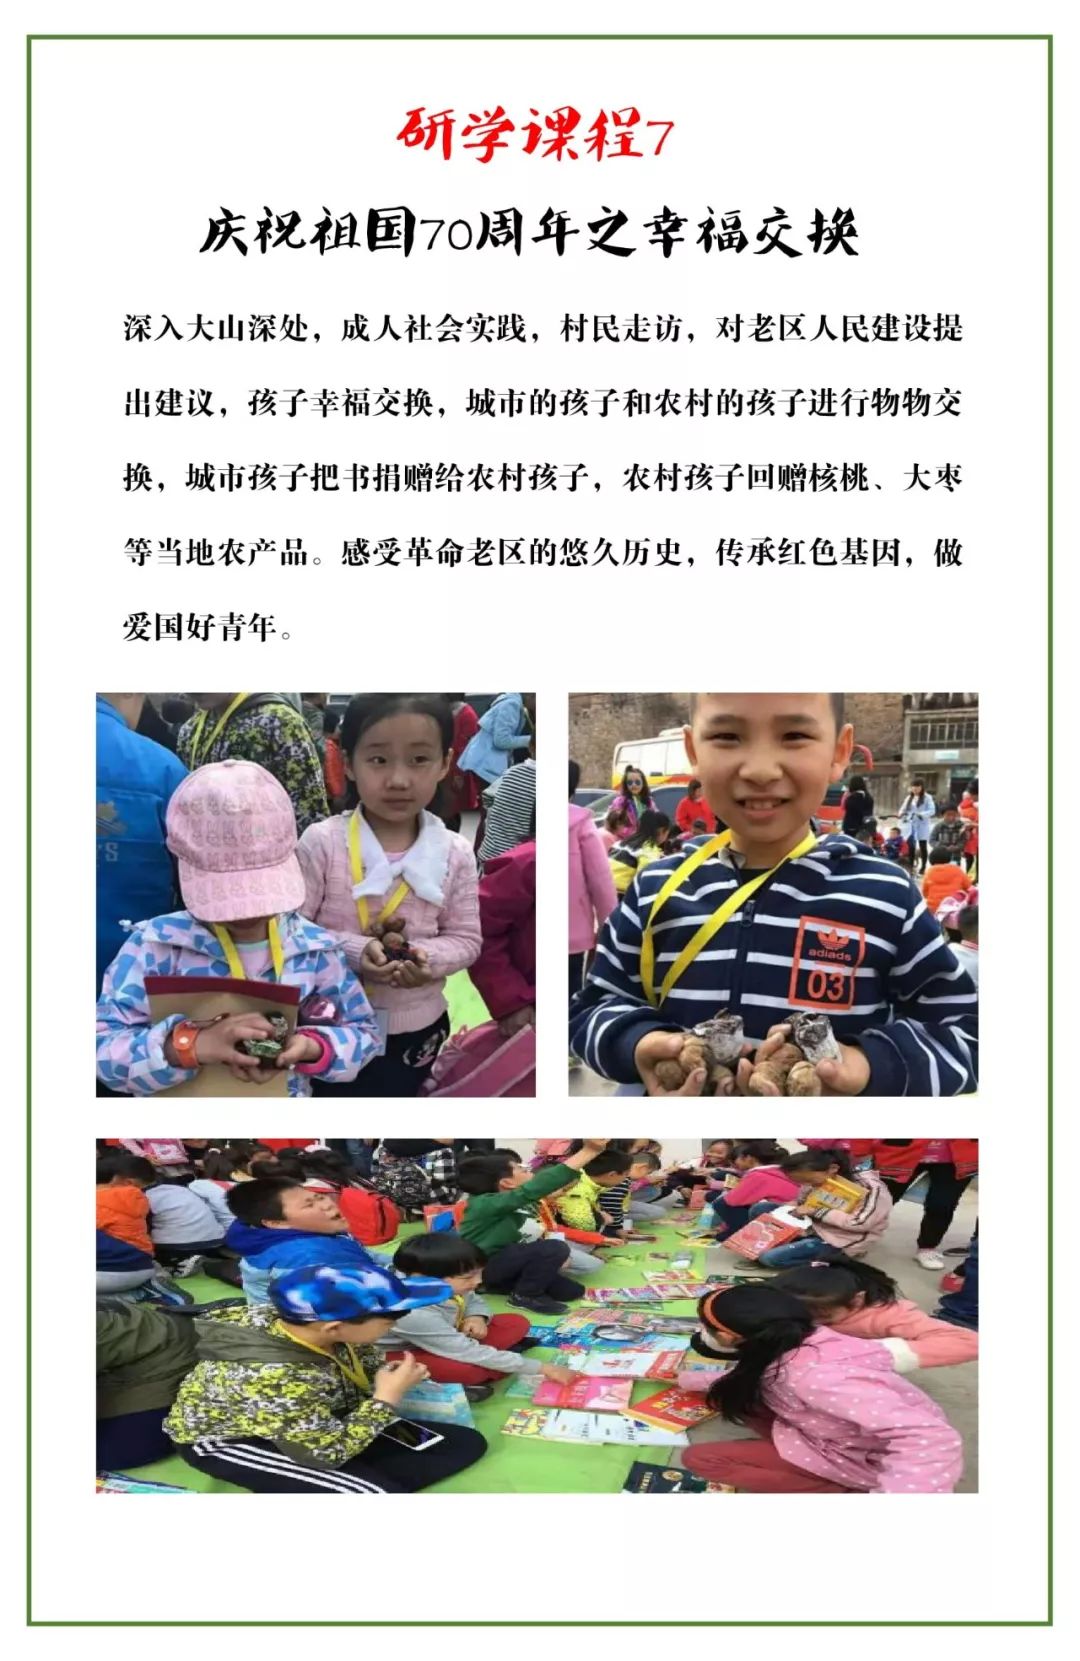 研学课程7
庆祝祖国70周年之幸福交换
深入大山深处，成人社会实践，村民走访，对老区人民建设提
出建议，孩子幸福交换，城市的孩子和农村的孩子进行物物交
换，城市孩子把书捐赠给农村孩子，农村孩子回赠核桃、大枣
等当地农产品。感受革命老区的悠久历史，传承红色基因，做
爱国好青年。
adiads
03